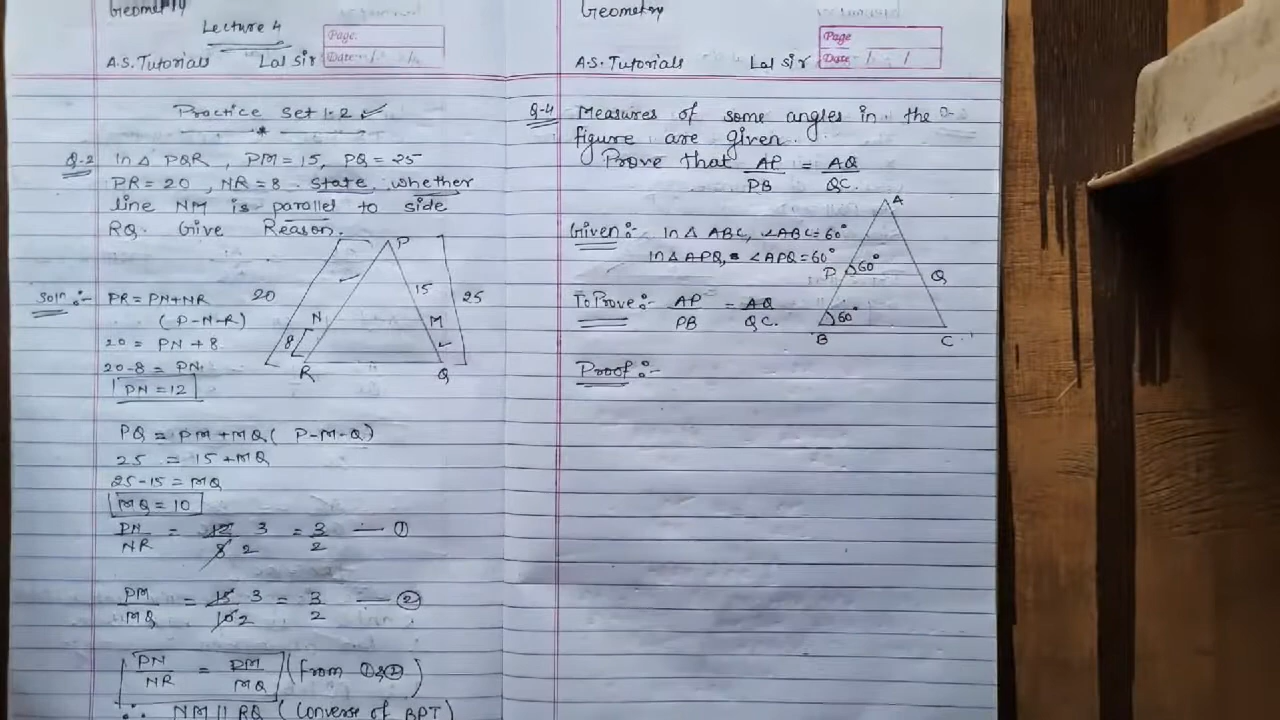 Geometry
Lecture 4
Page:
Date:- / /
A.S. Tutorials Lal Sir
Practice Set 1.2 ✓
Q.2 In Δ PQR, PM = 15, PQ = 25
PR = 20, NR = 8. state, whether
line NM is parallel to side
RQ. Give Reason.
P
20
15
25
N
M
8
R
Q
Soln :- PR = PN+NR
(P-N-R)
20 = PN + 8
20-8 = PN
PN = 12
PQ = PM+MQ ( P-M-Q)
25 = 15 +MQ
25-15 = MQ
MQ = 10
PN/NR = 12/8 3/2 = 3/2 — ①
PM/MQ = 15/10 3/2 = 3/2 — ②
PN/NR = PM/MQ (from ①&②)
∴ NM || RQ (Converse of BPT)
Geometry
Page
Date / /
A.S. Tutorials Lal Sir
Q.4 Measures of some angles in the
figure are given.
Prove that AP/PB = AQ/QC.
A
Given :- In Δ ABC, ∠ABC = 60°
In Δ APQ, ∠APQ = 60°
P 60° Q
To Prove :- AP/PB = AQ/QC.
60°
B
C
Proof :-